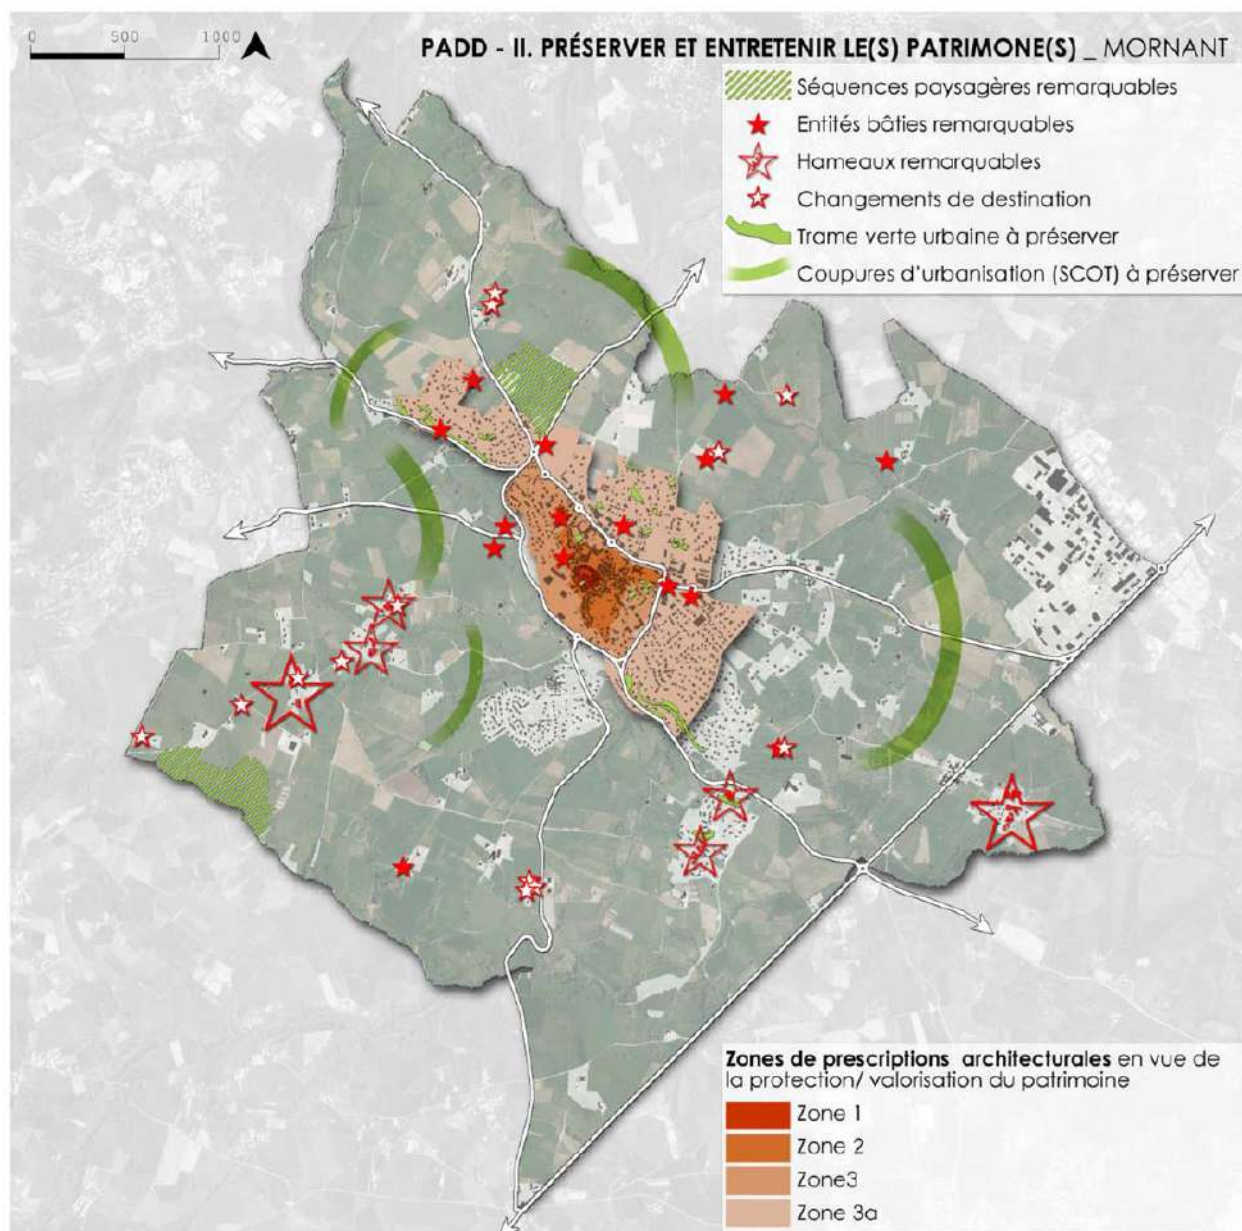 0 500 1000
PADD - II. PRÉSERVER ET ENTRETENIR LE(S) PATRIMONE(S) _ MORNANT
Séquences paysagères remarquables
Entités bâties remarquables
Hameaux remarquables
Changements de destination
Trame verte urbaine à préserver
Coupures d'urbanisation (SCOT) à préserver
Zones de prescriptions architecturales en vue de
la protection/ valorisation du patrimoine
Zone 1
Zone 2
Zone3
Zone 3a